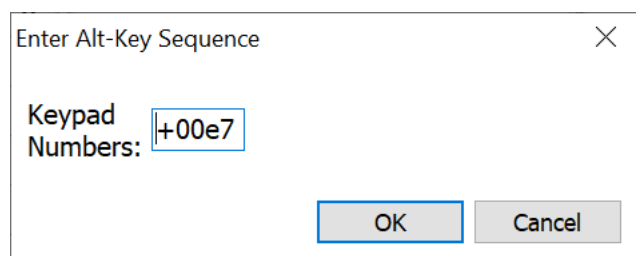 Enter Alt-Key Sequence
Keypad
Numbers:
+00e7
OK
Cancel